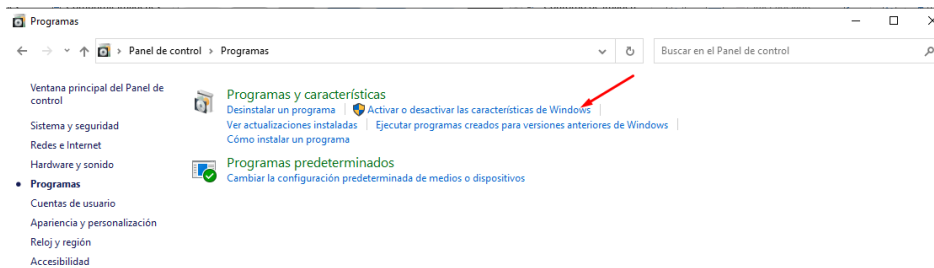 Programas
Panel de control > Programas
Buscar en el Panel de control
Ventana principal del Panel de
control
Sistema y seguridad
Redes e Internet
Hardware y sonido
Programas
Cuentas de usuario
Apariencia y personalización
Reloj y región
Accesibilidad
Programas y características
Desinstalar un programa | Activar o desactivar las características de Windows
Ver actualizaciones instaladas | Ejecutar programas creados para versiones anteriores de Windows
Cómo instalar un programa
Programas predeterminados
Cambiar la configuración predeterminada de medios o dispositivos